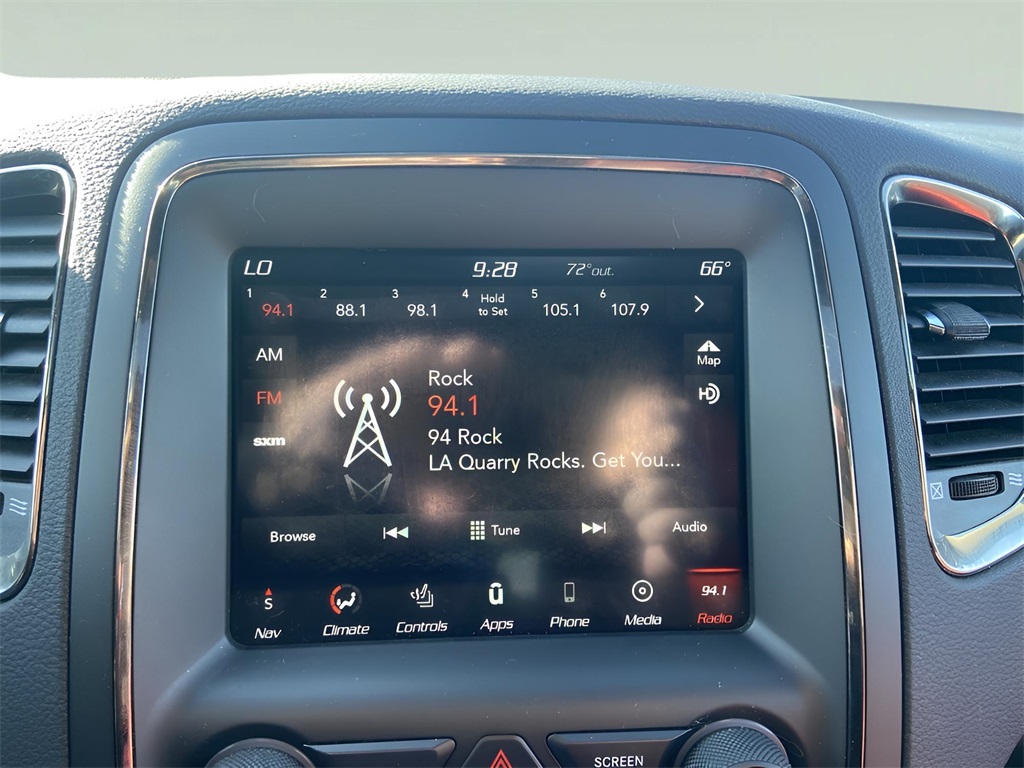 LO 9:28 72°out. 66°
1 94.1 2 88.1 3 98.1 4 Hold to Set 5 105.1 6 107.9
AM
Map
FM
HD
sxm
Rock
94.1
94 Rock
LA Quarry Rocks. Get You...
Browse Tune Audio
S
94.1
Nav Climate Controls Apps Phone Media Radio
SCREEN